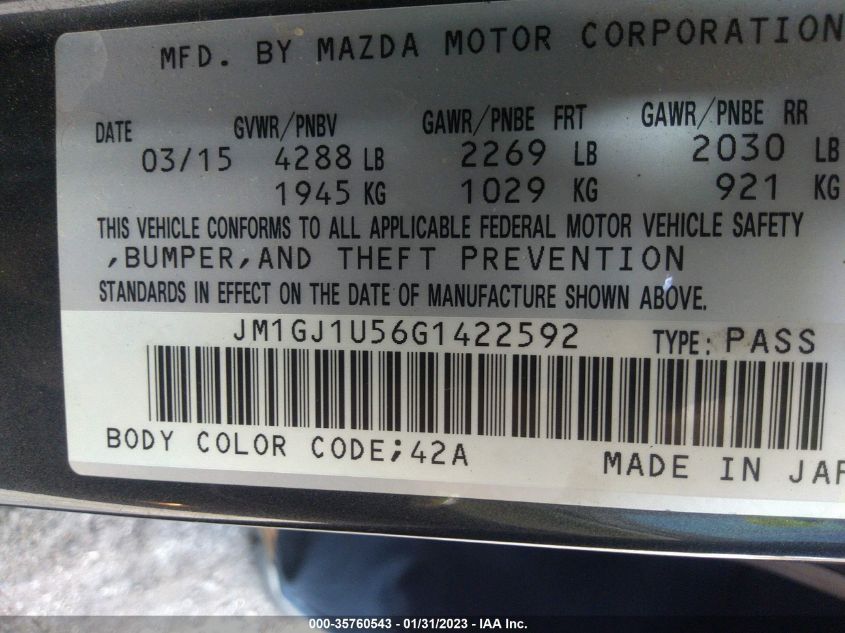 MFD. BY MAZDA MOTOR CORPORATION
DATE GVWR/PNBV GAWR/PNBE FRT GAWR/PNBE RR
03/15 4288 LB 2269 LB 2030 LB
1945 KG 1029 KG 921 KG
THIS VEHICLE CONFORMS TO ALL APPLICABLE FEDERAL MOTOR VEHICLE SAFETY
,BUMPER,AND THEFT PREVENTION
STANDARDS IN EFFECT ON THE DATE OF MANUFACTURE SHOWN ABOVE.
JM1GJ1U56G1422592 TYPE: PASS
BODY COLOR CODE;42A MADE IN JAP
000-35760543 - 01/31/2023 - IAA Inc.